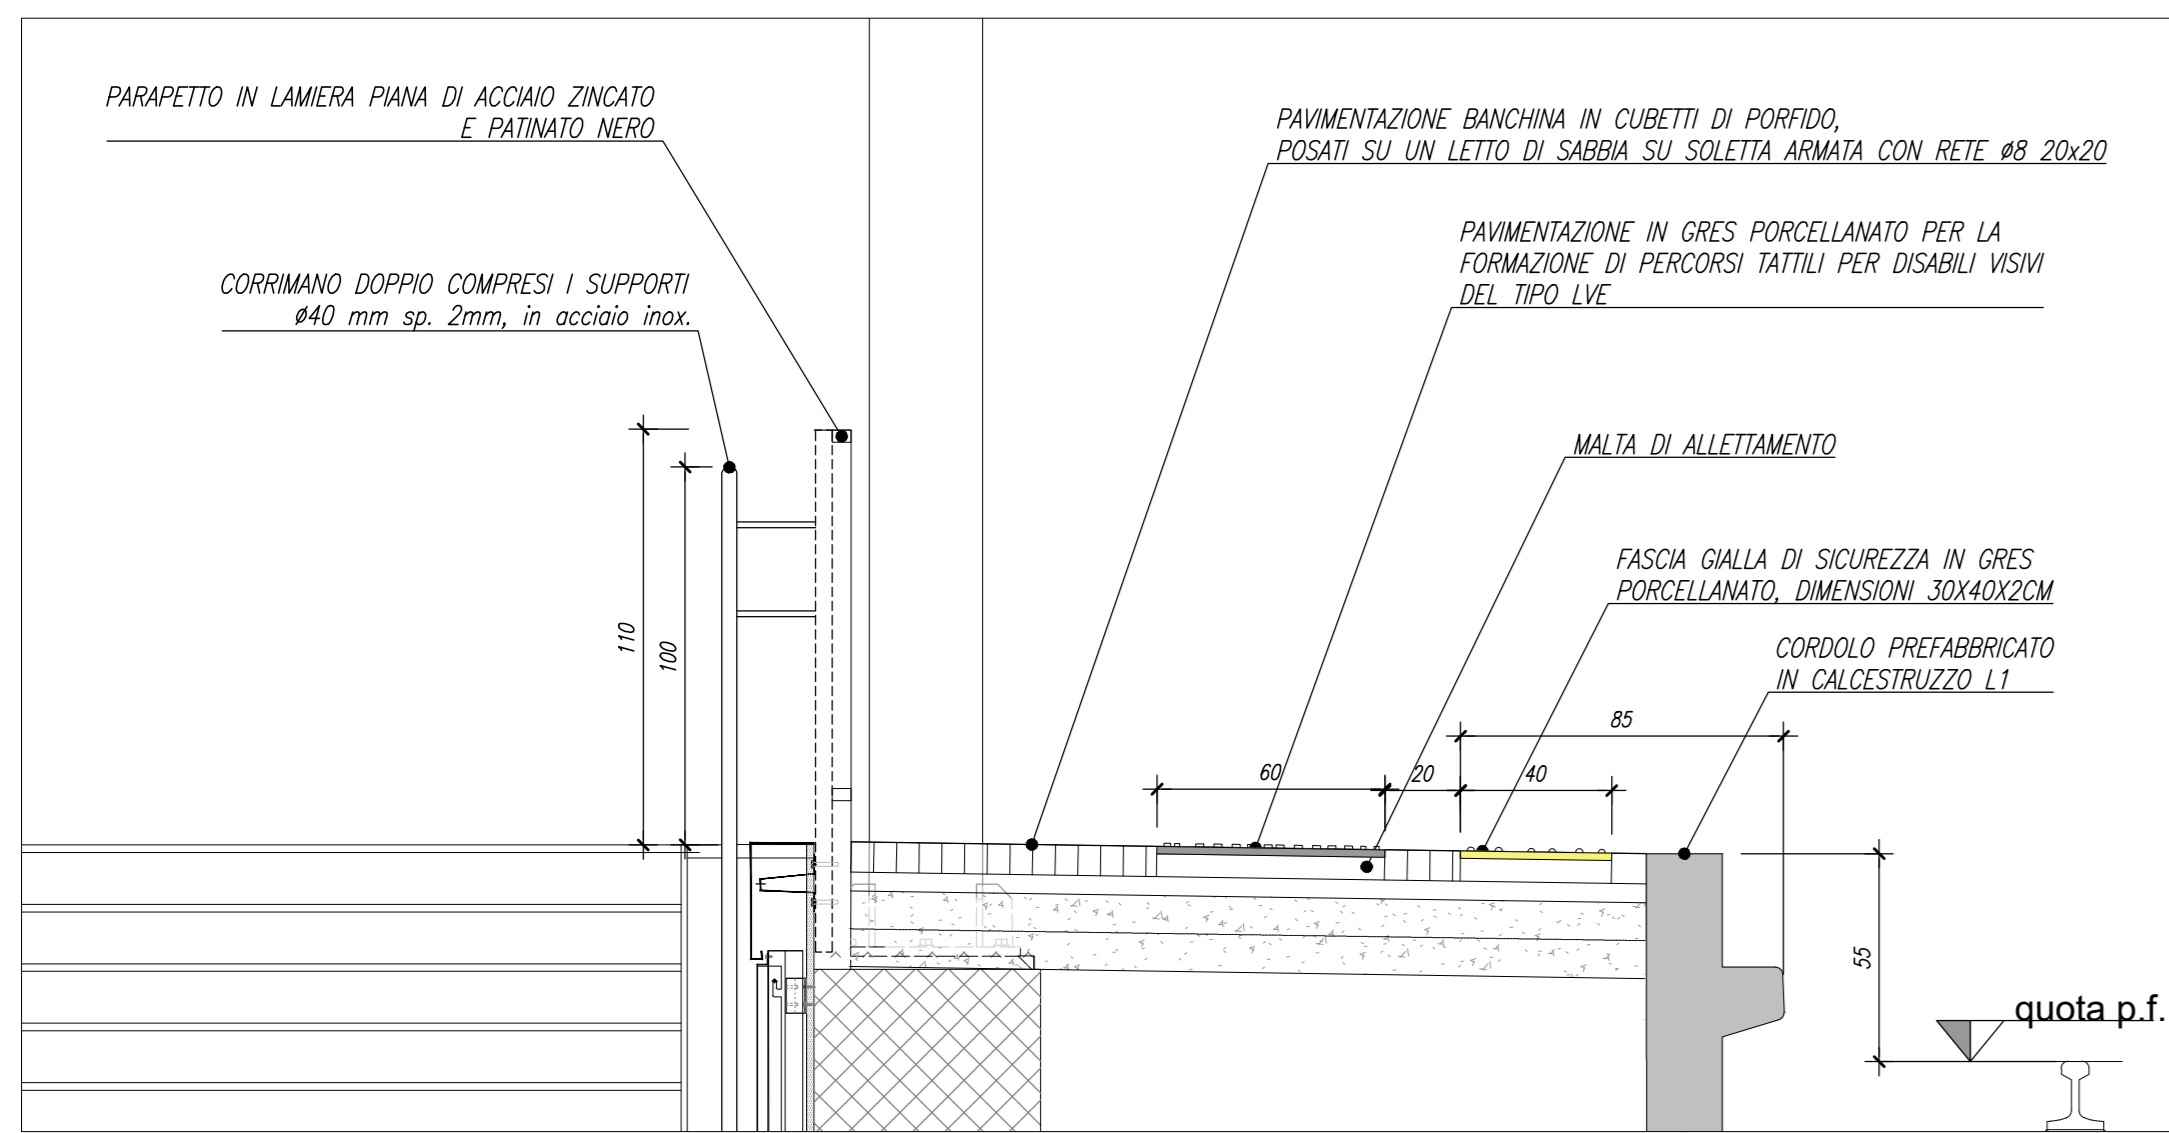 PARAPETTO IN LAMIERA PIANA DI ACCIAIO ZINCATO
E PATINATO NERO
PAVIMENTAZIONE BANCHINA IN CUBETTI DI PORFIDO,
POSATI SU UN LETTO DI SABBIA SU SOLETTA ARMATA CON RETE ø8 20x20
PAVIMENTAZIONE IN GRES PORCELLANATO PER LA
FORMAZIONE DI PERCORSI TATTILI PER DISABILI VISIVI
DEL TIPO LVE
CORRIMANO DOPPIO COMPRESI I SUPPORTI
ø40 mm sp. 2mm, in acciaio inox.
MALTA DI ALLETTAMENTO
FASCIA GIALLA DI SICUREZZA IN GRES
PORCELLANATO, DIMENSIONI 30X40X2CM
CORDOLO PREFABBRICATO
IN CALCESTRUZZO L1
110
100
85
60
20
40
55
quota p.f.